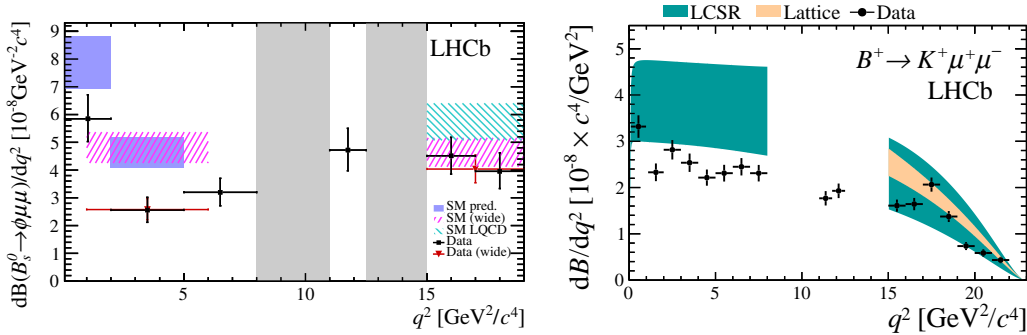 dB(B⁰ₛ→ϕμμ)/dq² [10⁻⁸GeV⁻²c⁴]
9
8
7
6
5
4
3
2
1
0
LHCb
SM pred.
SM (wide)
SM LQCD
Data
Data (wide)
5
10
15
q² [GeV²/c⁴]
LCSR
Lattice
Data
dB/dq² [10⁻⁸ × c⁴/GeV²]
5
4
3
2
1
0
B⁺→ K⁺μ⁺μ⁻
LHCb
0
5
10
15
20
q² [GeV²/c⁴]